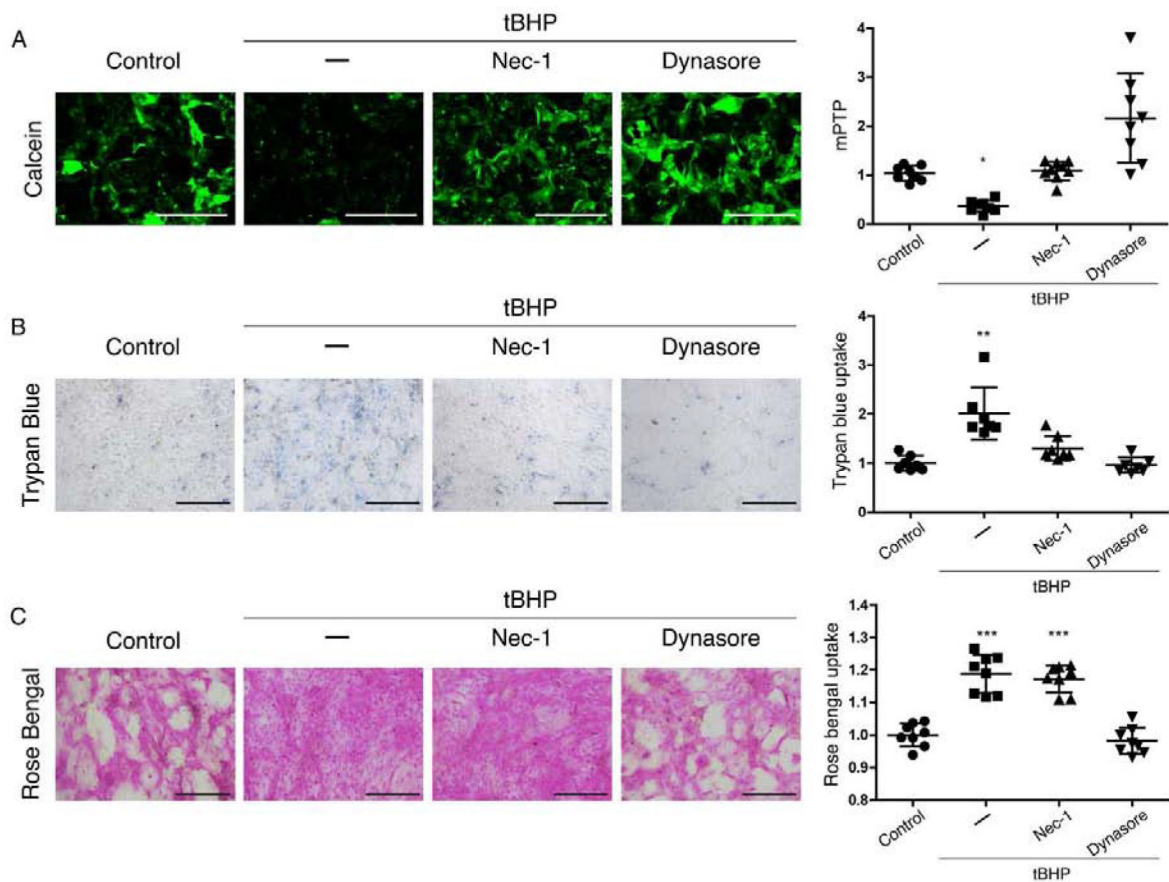 A
tBHP
Control
—
Nec-1
Dynasore
Calcein
mPTP
4
3
2
1
0
*
Control
—
Nec-1
Dynasore
tBHP
B
tBHP
Control
—
Nec-1
Dynasore
Trypan Blue
Trypan blue uptake
4
3
2
1
0
**
Control
—
Nec-1
Dynasore
tBHP
C
tBHP
Control
—
Nec-1
Dynasore
Rose Bengal
Rose bengal uptake
1.4
1.3
1.2
1.1
1.0
0.9
0.8
*** ***
Control
—
Nec-1
Dynasore
tBHP